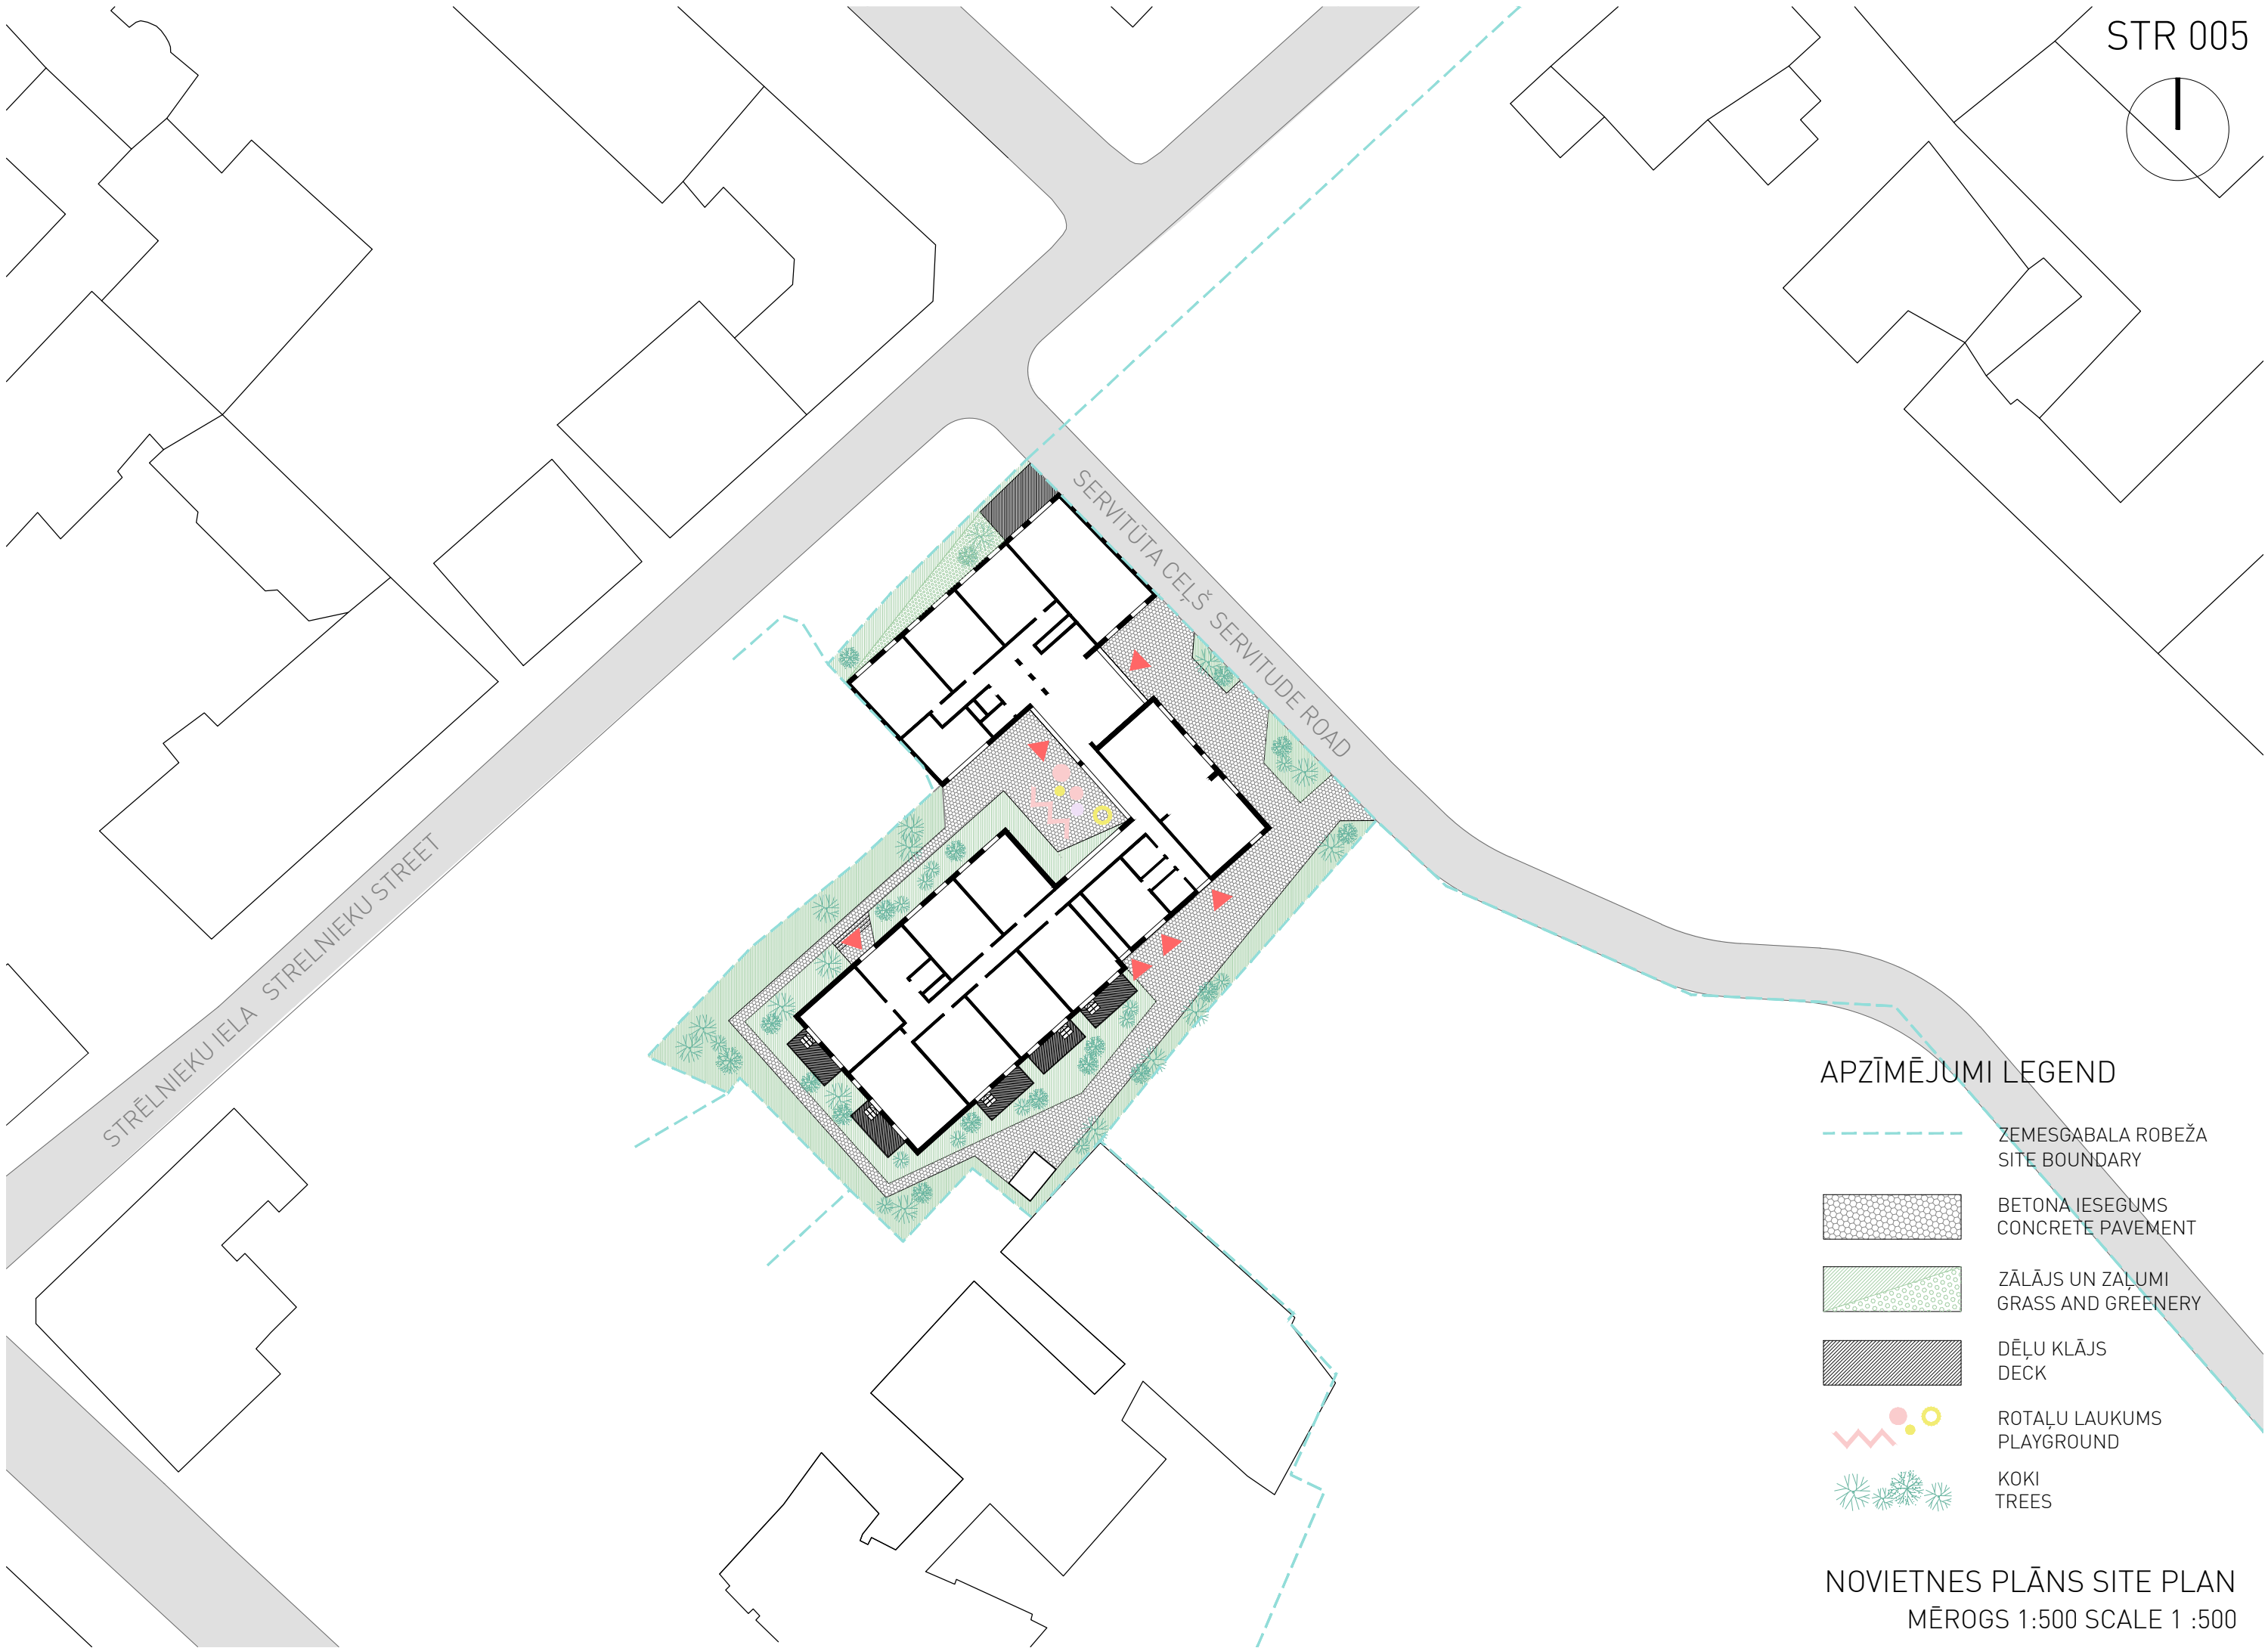 STR 005
SERVITŪTA CEĻŠ SERVITUDE ROAD
STRĒLNIEKU IELA STRELNIEKU STREET
APZĪMĒJUMI LEGEND
ZEMESGABALA ROBEŽA
SITE BOUNDARY
BETONA IESEGUMS
CONCRETE PAVEMENT
ZĀLĀJS UN ZAĻUMI
GRASS AND GREENERY
DĒĻU KLĀJS
DECK
ROTAĻU LAUKUMS
PLAYGROUND
KOKI
TREES
NOVIETNES PLĀNS SITE PLAN
MĒROGS 1:500 SCALE 1 :500